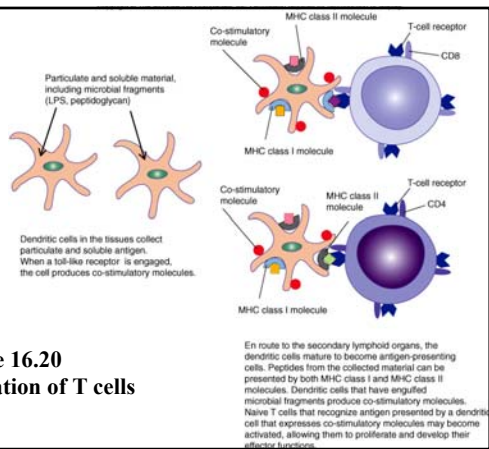 Particulate and soluble material,
including microbial fragments
(LPS, peptidoglycan)
Dendritic cells in the tissues collect
particulate and soluble antigen.
When a toll-like receptor is engaged,
the cell produces co-stimulatory molecules.
MHC class II molecule
Co-stimulatory
molecule
T-cell receptor
CD8
MHC class I molecule
Co-stimulatory
molecule
MHC class II
molecule
T-cell receptor
CD4
MHC class I molecule
e 16.20
ation of T cells
En route to the secondary lymphoid organs, the
dendritic cells mature to become antigen-presenting
cells. Peptides from the collected material can be
presented by both MHC class I and MHC class II
molecules. Dendritic cells that have engulfed
microbial fragments produce co-stimulatory molecules.
Naive T cells that recognize antigen presented by a dendritic
cell that expresses co-stimulatory molecules may become
activated, allowing them to proliferate and develop their
effector functions.